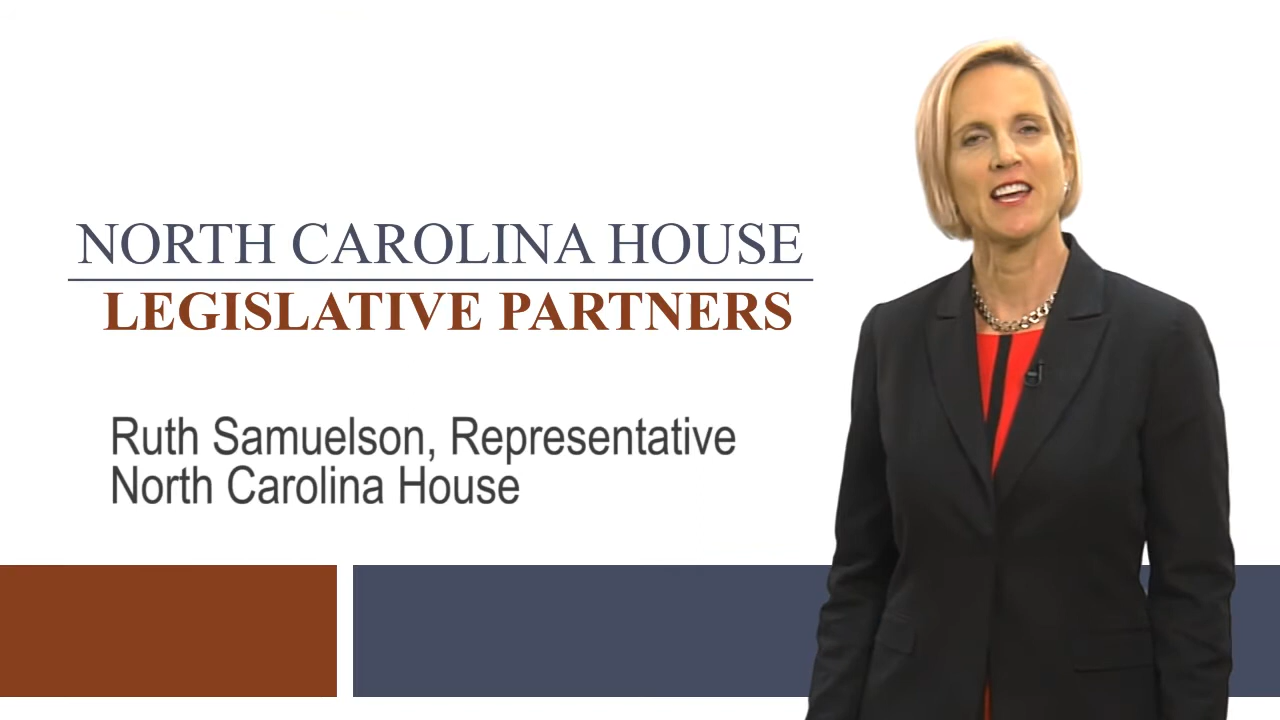 NORTH CAROLINA HOUSE
LEGISLATIVE PARTNERS
Ruth Samuelson, Representative
North Carolina House